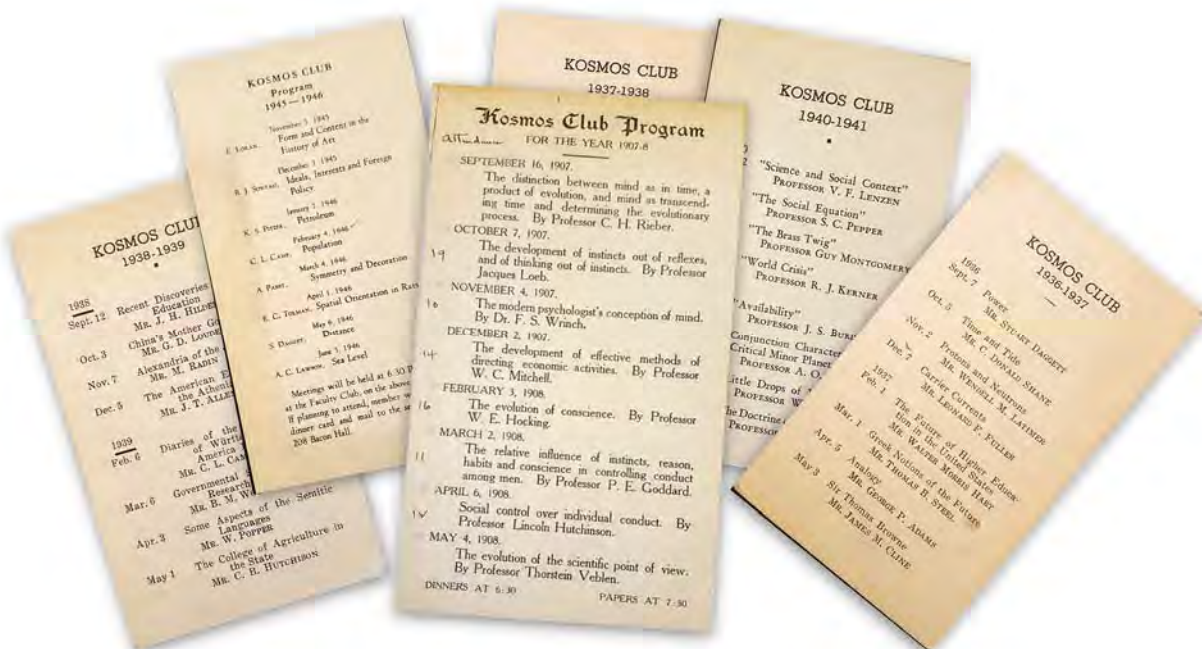 KOSMOS CLUB
1938-1939
1938
Sept. 12 Recent Discoveries
Education
MR. J. H.
Oct. 3 China's Mother
MR. G. D.
Nov. 7 Alexandria of the
MR. M. RADIN
Dec. 5 The American
the
MR. J. T.
1939
Feb. 6 Diaries of the
of
America
MR. C. L.
Mar. 6 Governmental
Research
MR. B. M.
Apr. 3 Some Aspects of the Semitic
Languages
MR. W. POPPER
May 1 The College of Agriculture in
the State
MR. C. B. HUTCHISON
KOSMOS CLUB
Program
1945—1946
November 5, 1945
Form and Content in the
History of Art
December 3, 1945
Ideals, Interests and Foreign
Policy
January 2, 1946
Petroleum
February 4, 1946
Population
March 4, 1946
Symmetry and Decoration
April 1, 1946
E. C. TOLMAN, Spatial Orientation in Rats
May 6, 1946
S. DAGGETT, Distance
June 3, 1946
A. C. LAWSON, Sea Level
Meetings will be held at 6:30
at the Faculty Club, on the above
If planning to attend, member
dinner card and mail to the
208 Bacon Hall.
KOSMOS CLUB
1937-1938
Kosmos Club Program
FOR THE YEAR 1907-8
SEPTEMBER 16, 1907.
The distinction between mind as in time, a
product of evolution, and mind as transcend-
ing time and determining the evolutionary
process. By Professor C. H. Rieber.
OCTOBER 7, 1907.
19 The development of instincts out of reflexes,
and of thinking out of instincts. By Professor
Jacques Loeb.
NOVEMBER 4, 1907.
16 The modern psychologist's conception of mind.
By Dr. F. S. Wrinch.
DECEMBER 2, 1907.
14 The development of effective methods of
directing economic activities. By Professor
W. C. Mitchell.
FEBRUARY 3, 1908.
16 The evolution of conscience. By Professor
W. E. Hocking.
MARCH 2, 1908.
11 The relative influence of instincts, reason,
habits and conscience in controlling conduct
among men. By Professor P. E. Goddard.
APRIL 6, 1908.
Social control over individual conduct. By
Professor Lincoln Hutchinson.
MAY 4, 1908.
The evolution of the scientific point of view.
By Professor Thorstein Veblen.
DINNERS AT 6:30 PAPERS AT 7:30
KOSMOS CLUB
1940-1941
"Science and Social Context"
PROFESSOR V. F. LENZEN
"The Social Equation"
PROFESSOR S. C. PEPPER
"The Brass Twig"
PROFESSOR GUY MONTGOMERY
"World Crisis"
PROFESSOR R. J. KERNER
"Availability"
PROFESSOR J. S.
Conjunction
Critical Minor
PROFESSOR A. O.
Little Drops of
PROFESSOR
The Doctrine
PROFESSOR
KOSMOS CLUB
1936-1937
1936
Sept. 7 Power
MR. STUART DAGGETT
Oct. 5 Time and Tide
MR. C. DONALD SHANE
Nov. 2 Protons and Neutrons
MR. WENDELL M. LATIMER
Dec. 7 Carrier Currents
MR. LEONARD F. FULLER
1937
Feb. 1 The Future of Higher Educa-
tion in the United States
MR. WALTER MORRIS HART
Mar. 1 Greek Notions of the Future
MR. THOMAS B. STEEL
Apr. 5 Analogy
MR. GEORGE P. ADAMS
May 3 Sir Thomas Browne
MR. JAMES M. CLINE